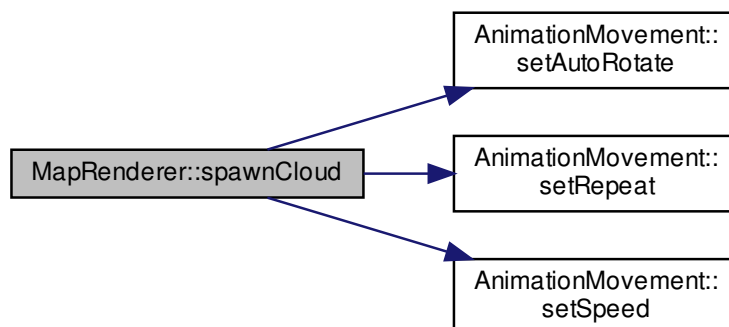 AnimationMovement::
setAutoRotate
MapRenderer::spawnCloud
AnimationMovement::
setRepeat
AnimationMovement::
setSpeed